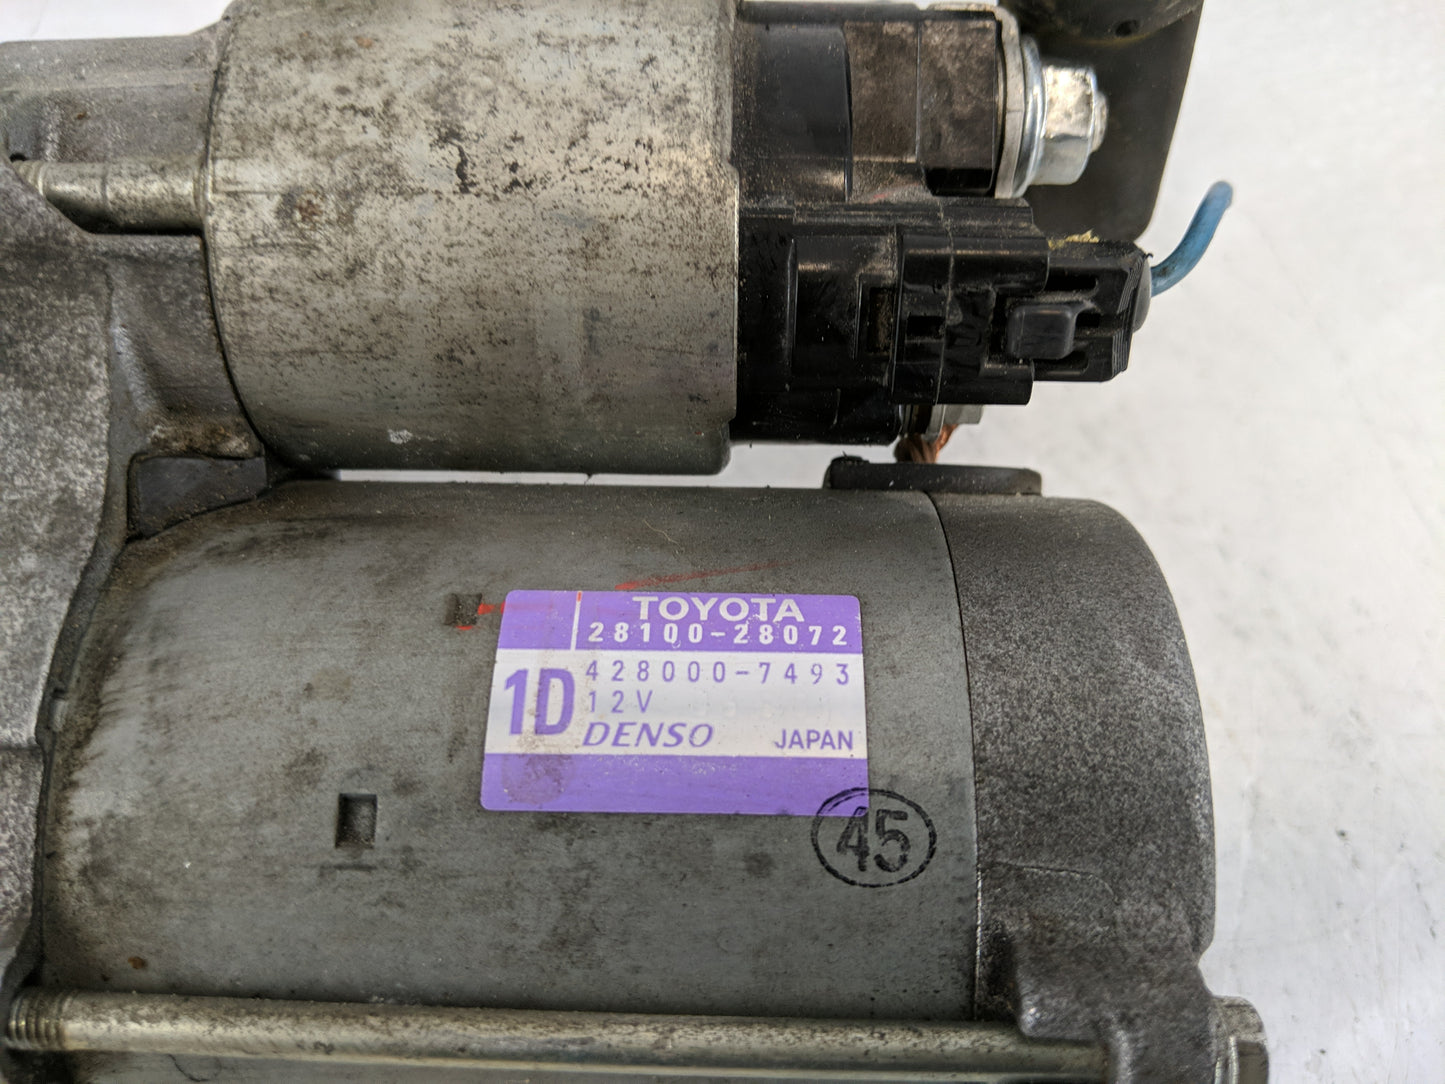 TOYOTA
28100-28072
1D
428000-7493
12V
DENSO JAPAN
45